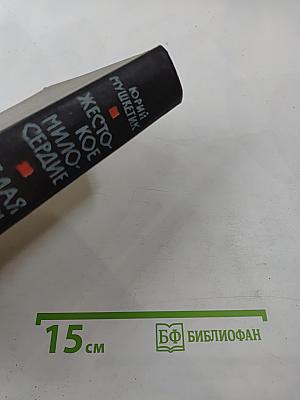 ЮРИЙ
МУШКЕТИК
ЖЕСТО-
КОЕ
МИЛО-
СЕРДИЕ
15 см
БФ БИБЛИОФАН